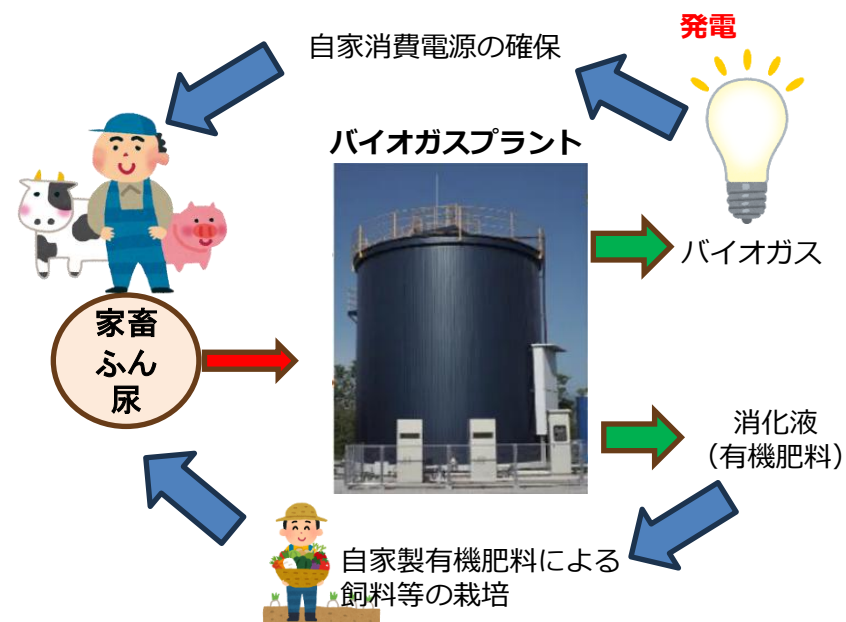 発電
自家消費電源の確保
バイオガスプラント
バイオガス
家畜
ふん
尿
消化液
（有機肥料）
自家製有機肥料による
飼料等の栽培